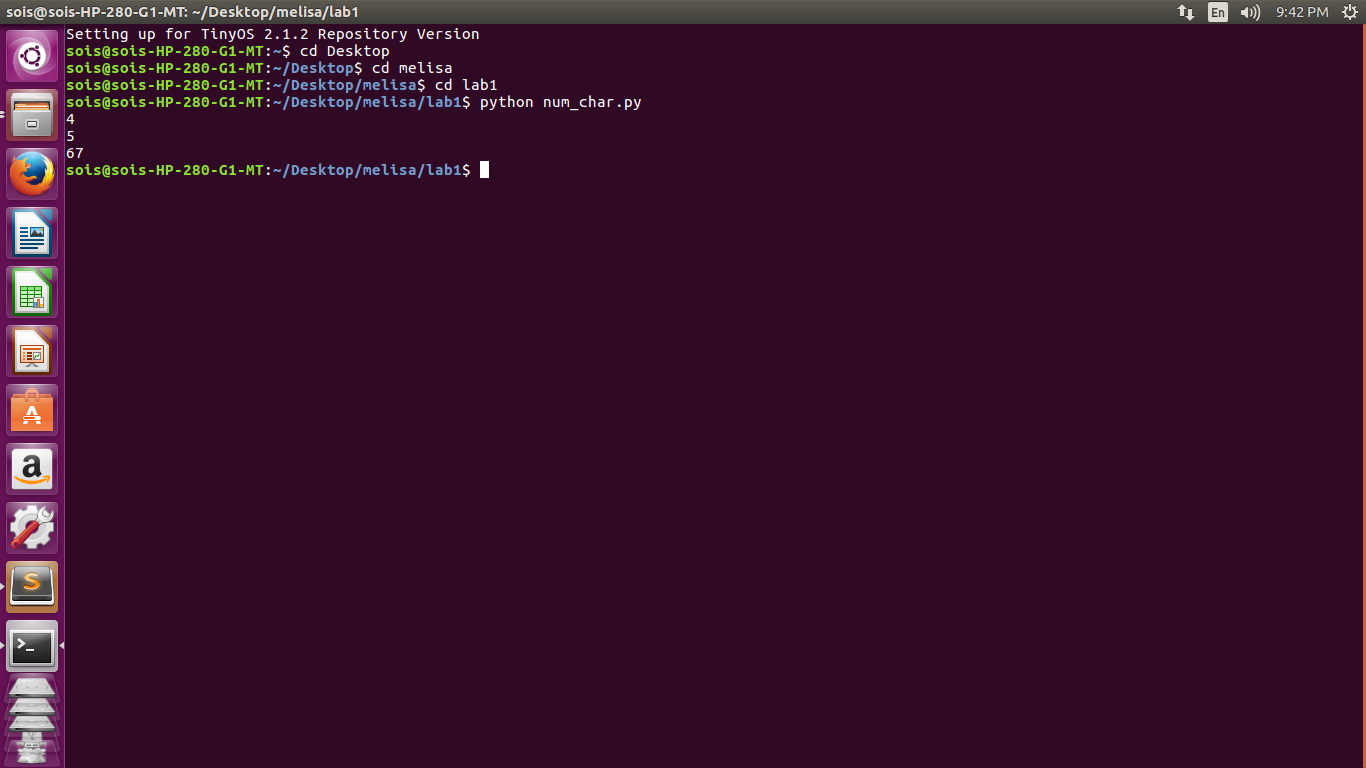 sois@sois-HP-280-G1-MT: ~/Desktop/melisa/lab1
En
9:42 PM
Setting up for TinyOS 2.1.2 Repository Version
sois@sois-HP-280-G1-MT:~$ cd Desktop
sois@sois-HP-280-G1-MT:~/Desktop$ cd melisa
sois@sois-HP-280-G1-MT:~/Desktop/melisa$ cd lab1
sois@sois-HP-280-G1-MT:~/Desktop/melisa/lab1$ python num_char.py
4
5
67
sois@sois-HP-280-G1-MT:~/Desktop/melisa/lab1$